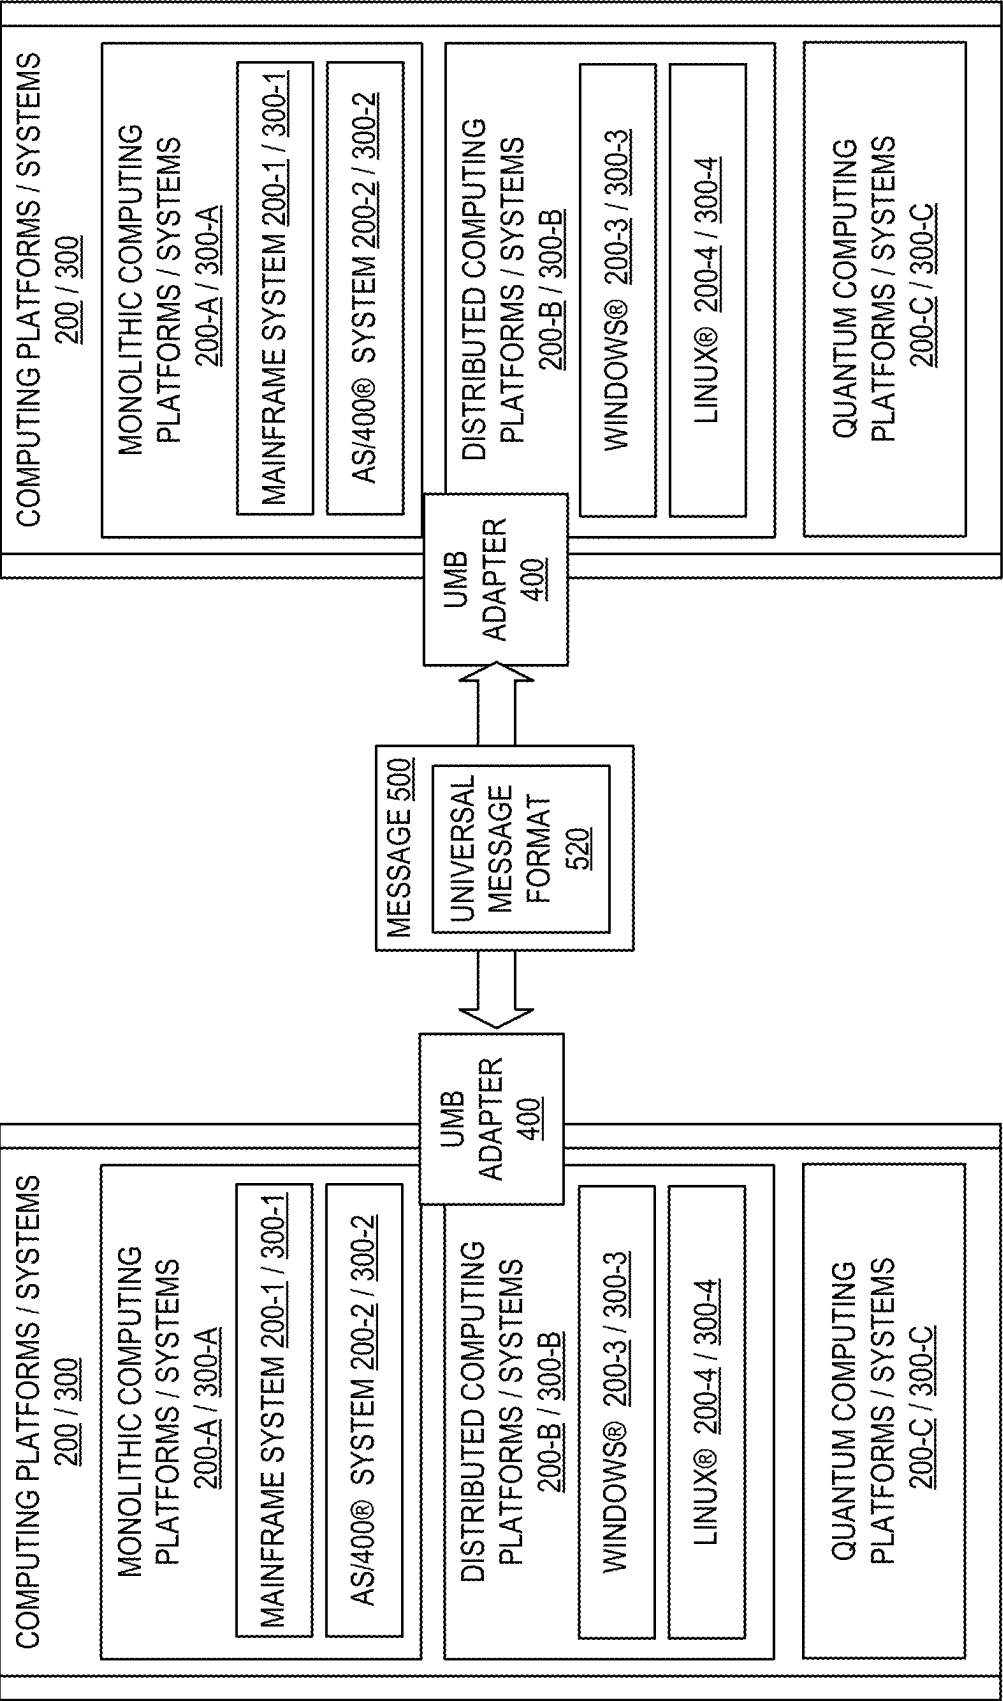 COMPUTING PLATFORMS / SYSTEMS
200 / 300
MONOLITHIC COMPUTING
PLATFORMS / SYSTEMS
200-A / 300-A
MAINFRAME SYSTEM 200-1 / 300-1
AS/400® SYSTEM 200-2 / 300-2
DISTRIBUTED COMPUTING
PLATFORMS / SYSTEMS
200-B / 300-B
WINDOWS® 200-3 / 300-3
LINUX® 200-4 / 300-4
QUANTUM COMPUTING
PLATFORMS / SYSTEMS
200-C / 300-C
UMB
ADAPTER
400
MESSAGE 500
UNIVERSAL
MESSAGE
FORMAT
520
UMB
ADAPTER
400
COMPUTING PLATFORMS / SYSTEMS
200 / 300
MONOLITHIC COMPUTING
PLATFORMS / SYSTEMS
200-A / 300-A
MAINFRAME SYSTEM 200-1 / 300-1
AS/400® SYSTEM 200-2 / 300-2
DISTRIBUTED COMPUTING
PLATFORMS / SYSTEMS
200-B / 300-B
WINDOWS® 200-3 / 300-3
LINUX® 200-4 / 300-4
QUANTUM COMPUTING
PLATFORMS / SYSTEMS
200-C / 300-C